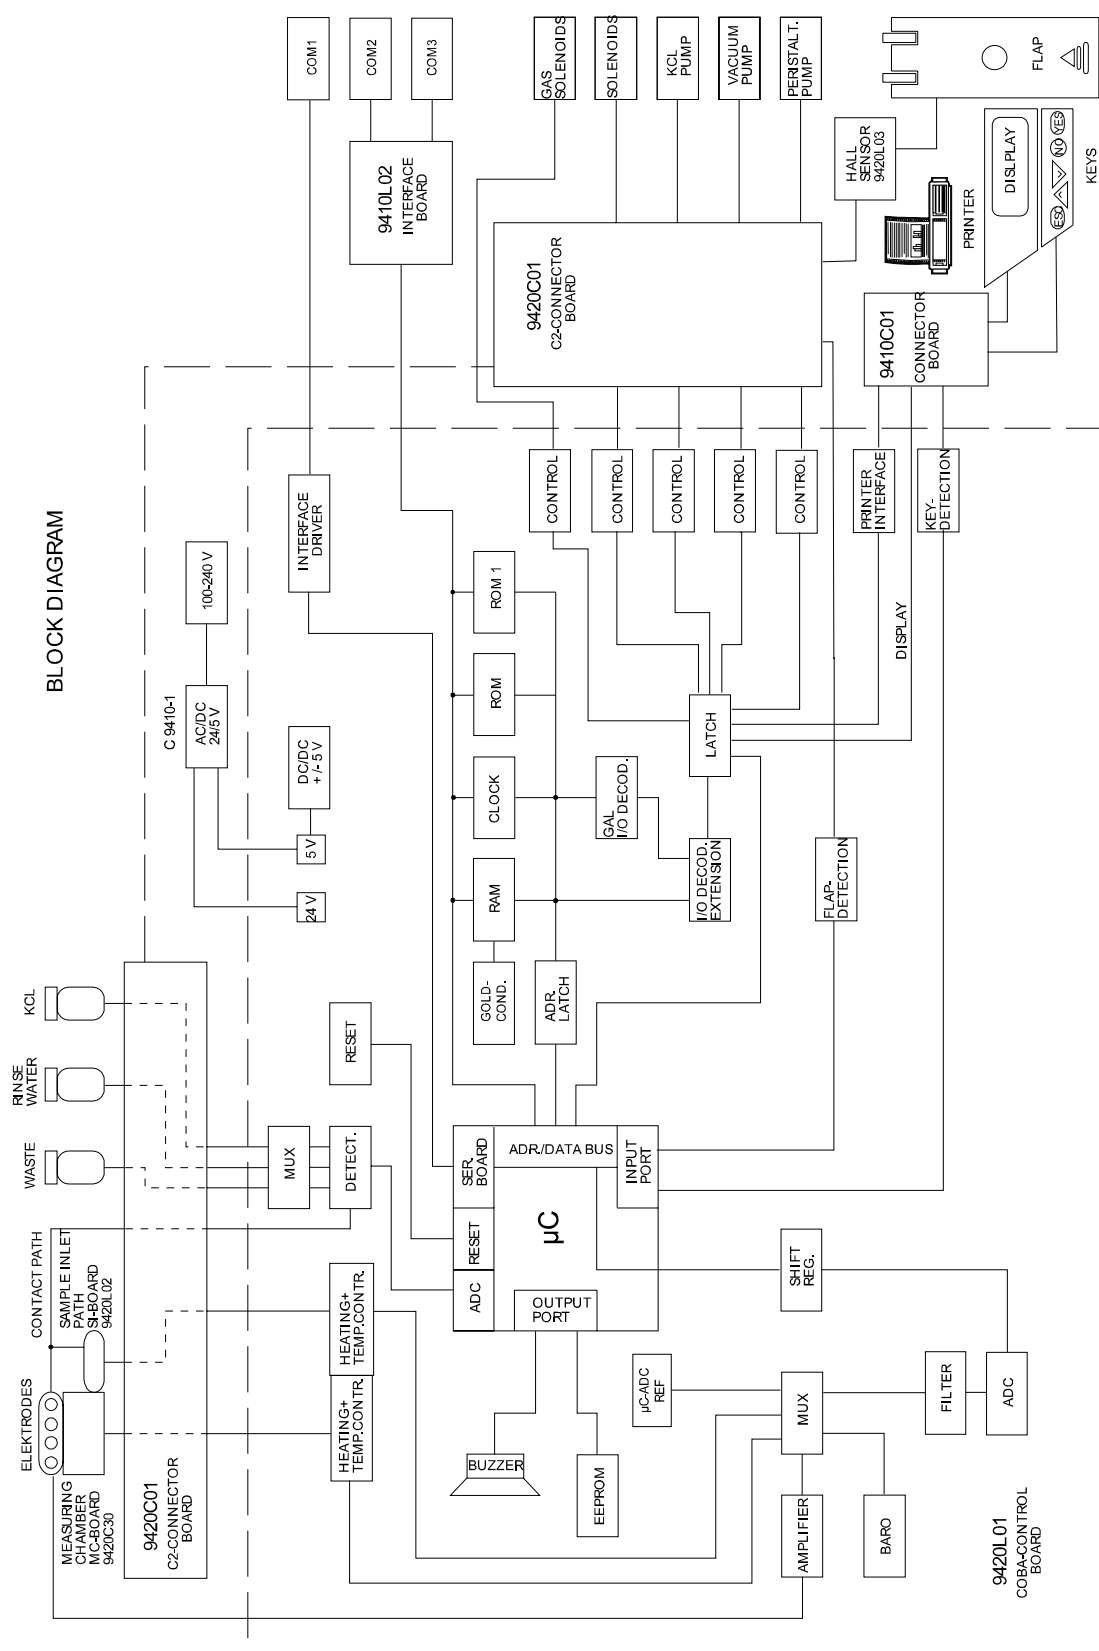 BLOCK DIAGRAM
ELEKTRODES
MEASURING
CHAMBER
MC-BOARD
9420C30
CONTACT PATH
SAMPLE INLET
PATH
SI-BOARD
9420L02
WASTE
RINSE
WATER
KCL
9420C01
C2-CONNECTOR
BOARD
C 9410-1
AC/DC
24/5 V
100-240 V
24 V
5 V
DC/DC
+ /- 5 V
INTERFACE
DRIVER
COM1
COM2
COM3
9410L02
INTERFACE
BOARD
HEATING+
TEMP.CONTR.
HEATING+
TEMP.CONTR.
MUX
DETECT.
RESET
GOLD-
COND.
RAM
CLOCK
ROM
ROM 1
ADR.
LATCH
GAL
I/O DECOD.
I/O DECOD.
EXTENSION
LATCH
CONTROL
CONTROL
CONTROL
CONTROL
CONTROL
9420C01
C2-CONNECTOR
BOARD
GAS
SOLENOIDS
SOLENOIDS
KCL
PUMP
VACUUM
PUMP
PERISTALT.
PUMP
HALL
SENSOR
9420L03
FLAP
PRINTER
DISLPLAY
ESC
NO
YES
KEYS
9410C01
CONNECTOR
BOARD
PRINTER
INTERFACE
KEY-
DETECTION
DISPLAY
FLAP-
DETECTION
ADC
RESET
SER.
BOARD
ADR./DATA BUS
µC
OUTPUT
PORT
INPUT
PORT
BUZZER
EEPROM
µC-ADC
REF
SHIFT
REG.
AMPLIFIER
MUX
BARO
FILTER
ADC
9420L01
COBA-CONTROL
BOARD